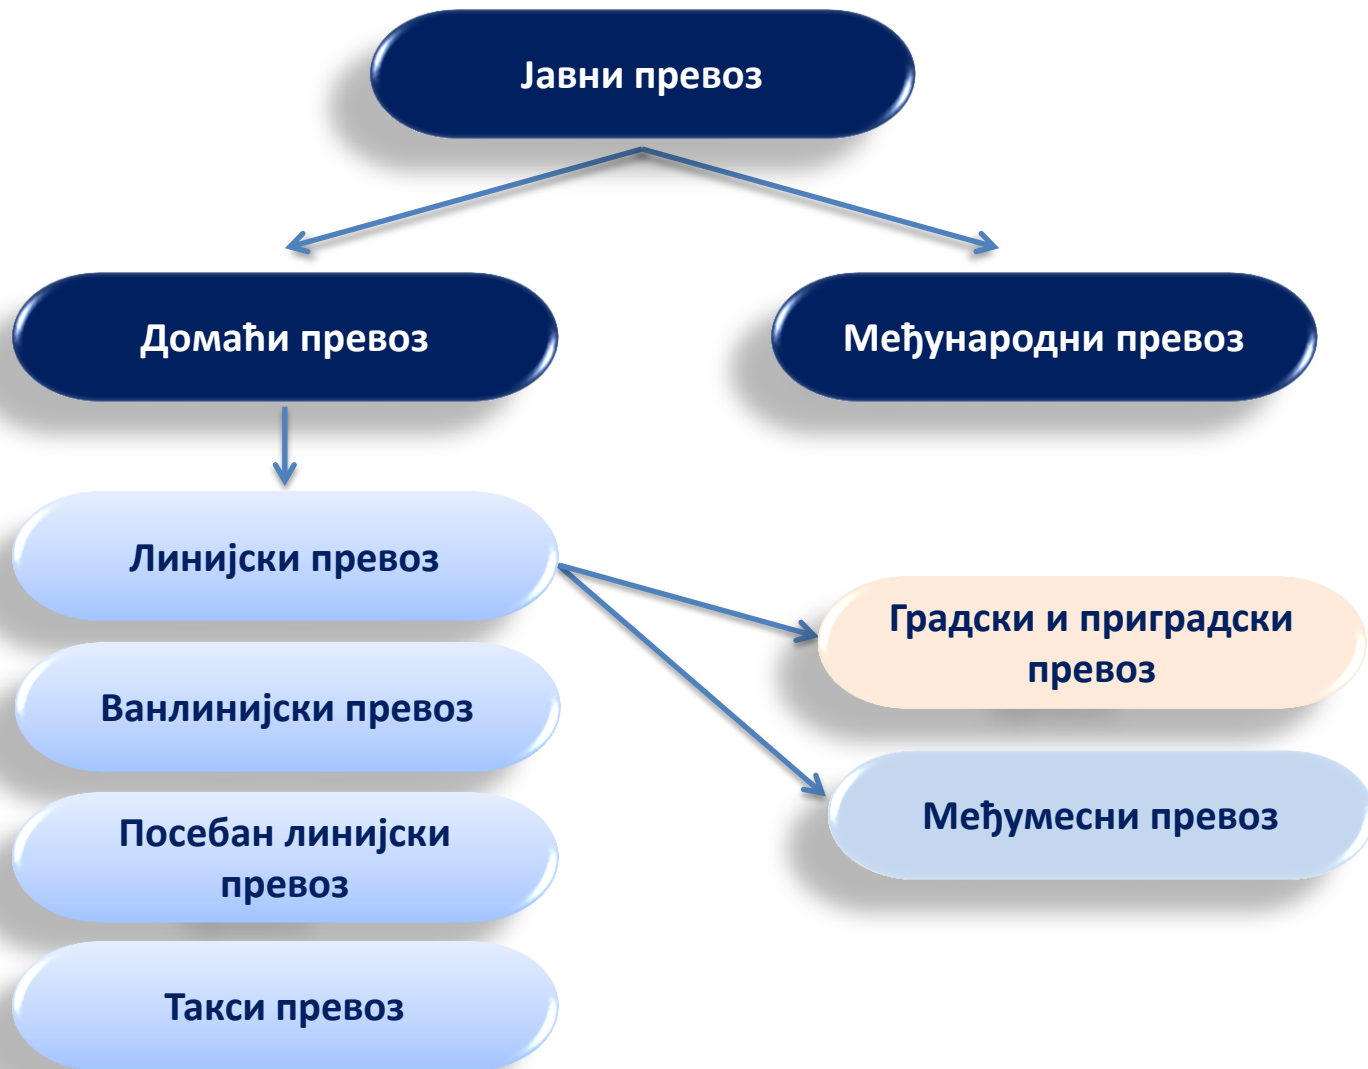 Јавни превоз
Домаћи превоз
Међународни превоз
Линијски превоз
Градски и приградски
превоз
Ванлинијски превоз
Међумесни превоз
Посебан линијски
превоз
Такси превоз